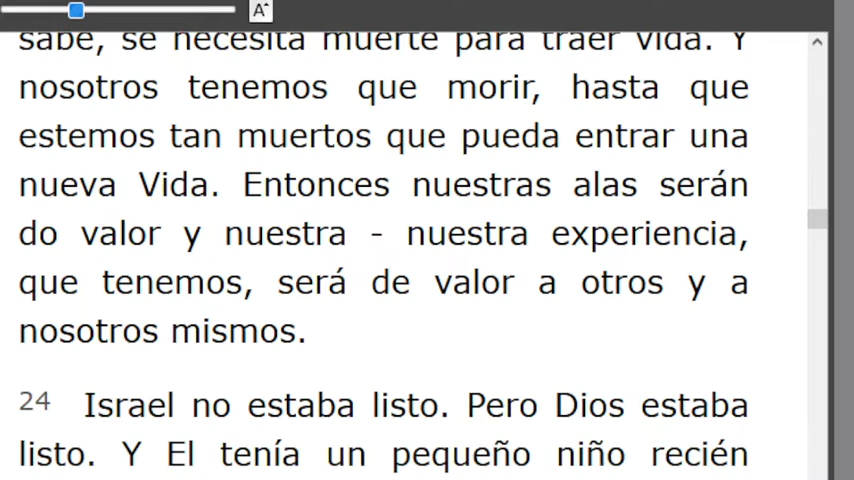 A
sabe, se necesita muerte para traer Vida. Y
nosotros tenemos que morir, hasta que
estemos tan muertos que pueda entrar una
nueva Vida. Entonces nuestras alas serán
do valor y nuestra - nuestra experiencia,
que tenemos, será de valor a otros y a
nosotros mismos.
24 Israel no estaba listo. Pero Dios estaba
listo. Y El tenía un pequeño niño recién